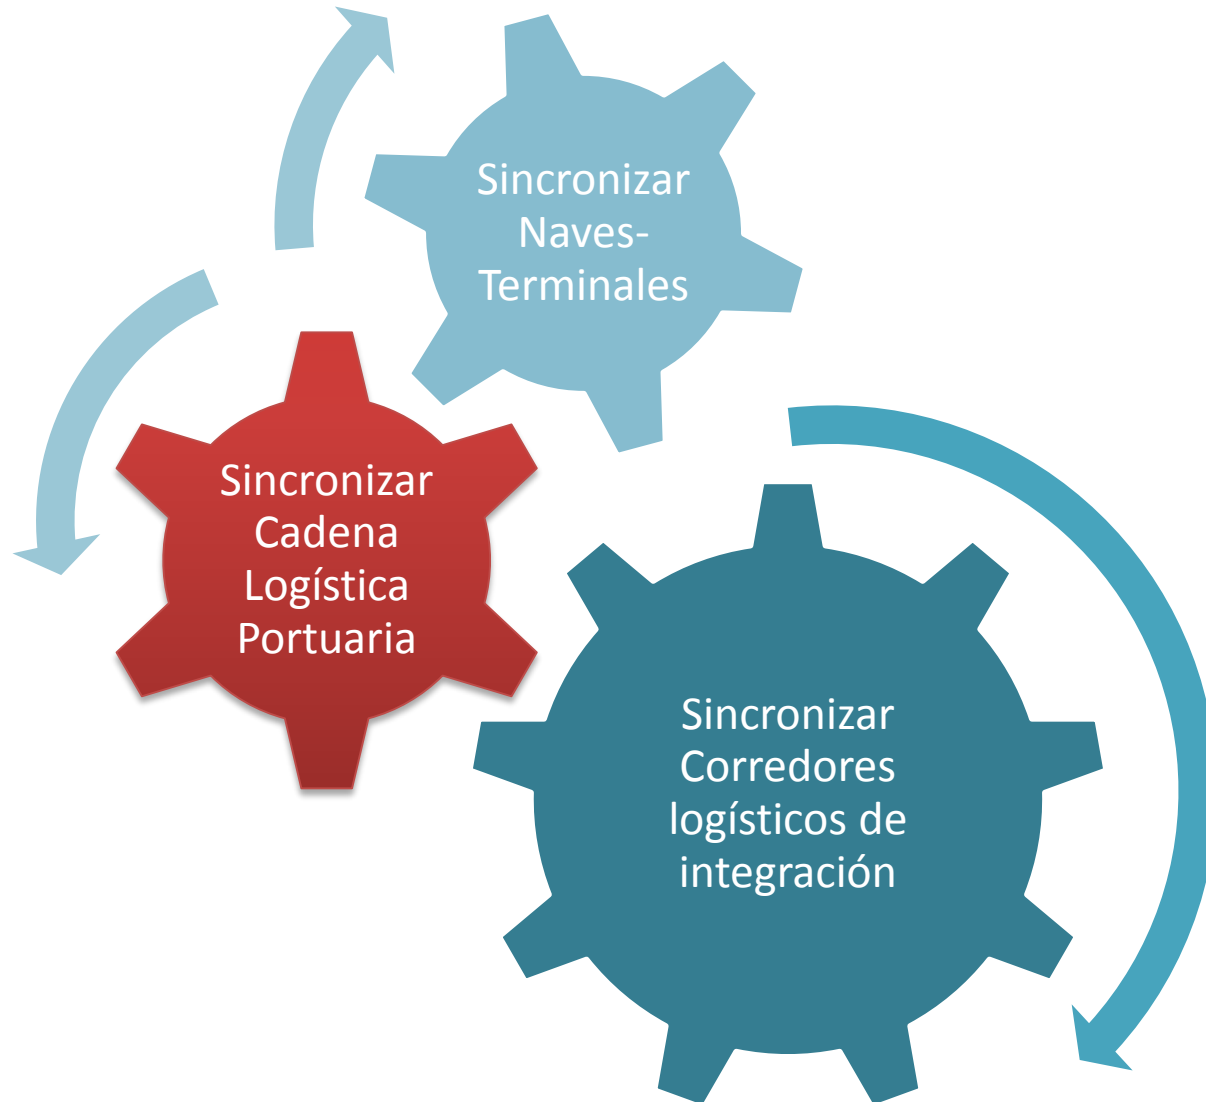 Sincronizar
Naves-
Terminales
Sincronizar
Cadena
Logística
Portuaria
Sincronizar
Corredores
logísticos de
integración